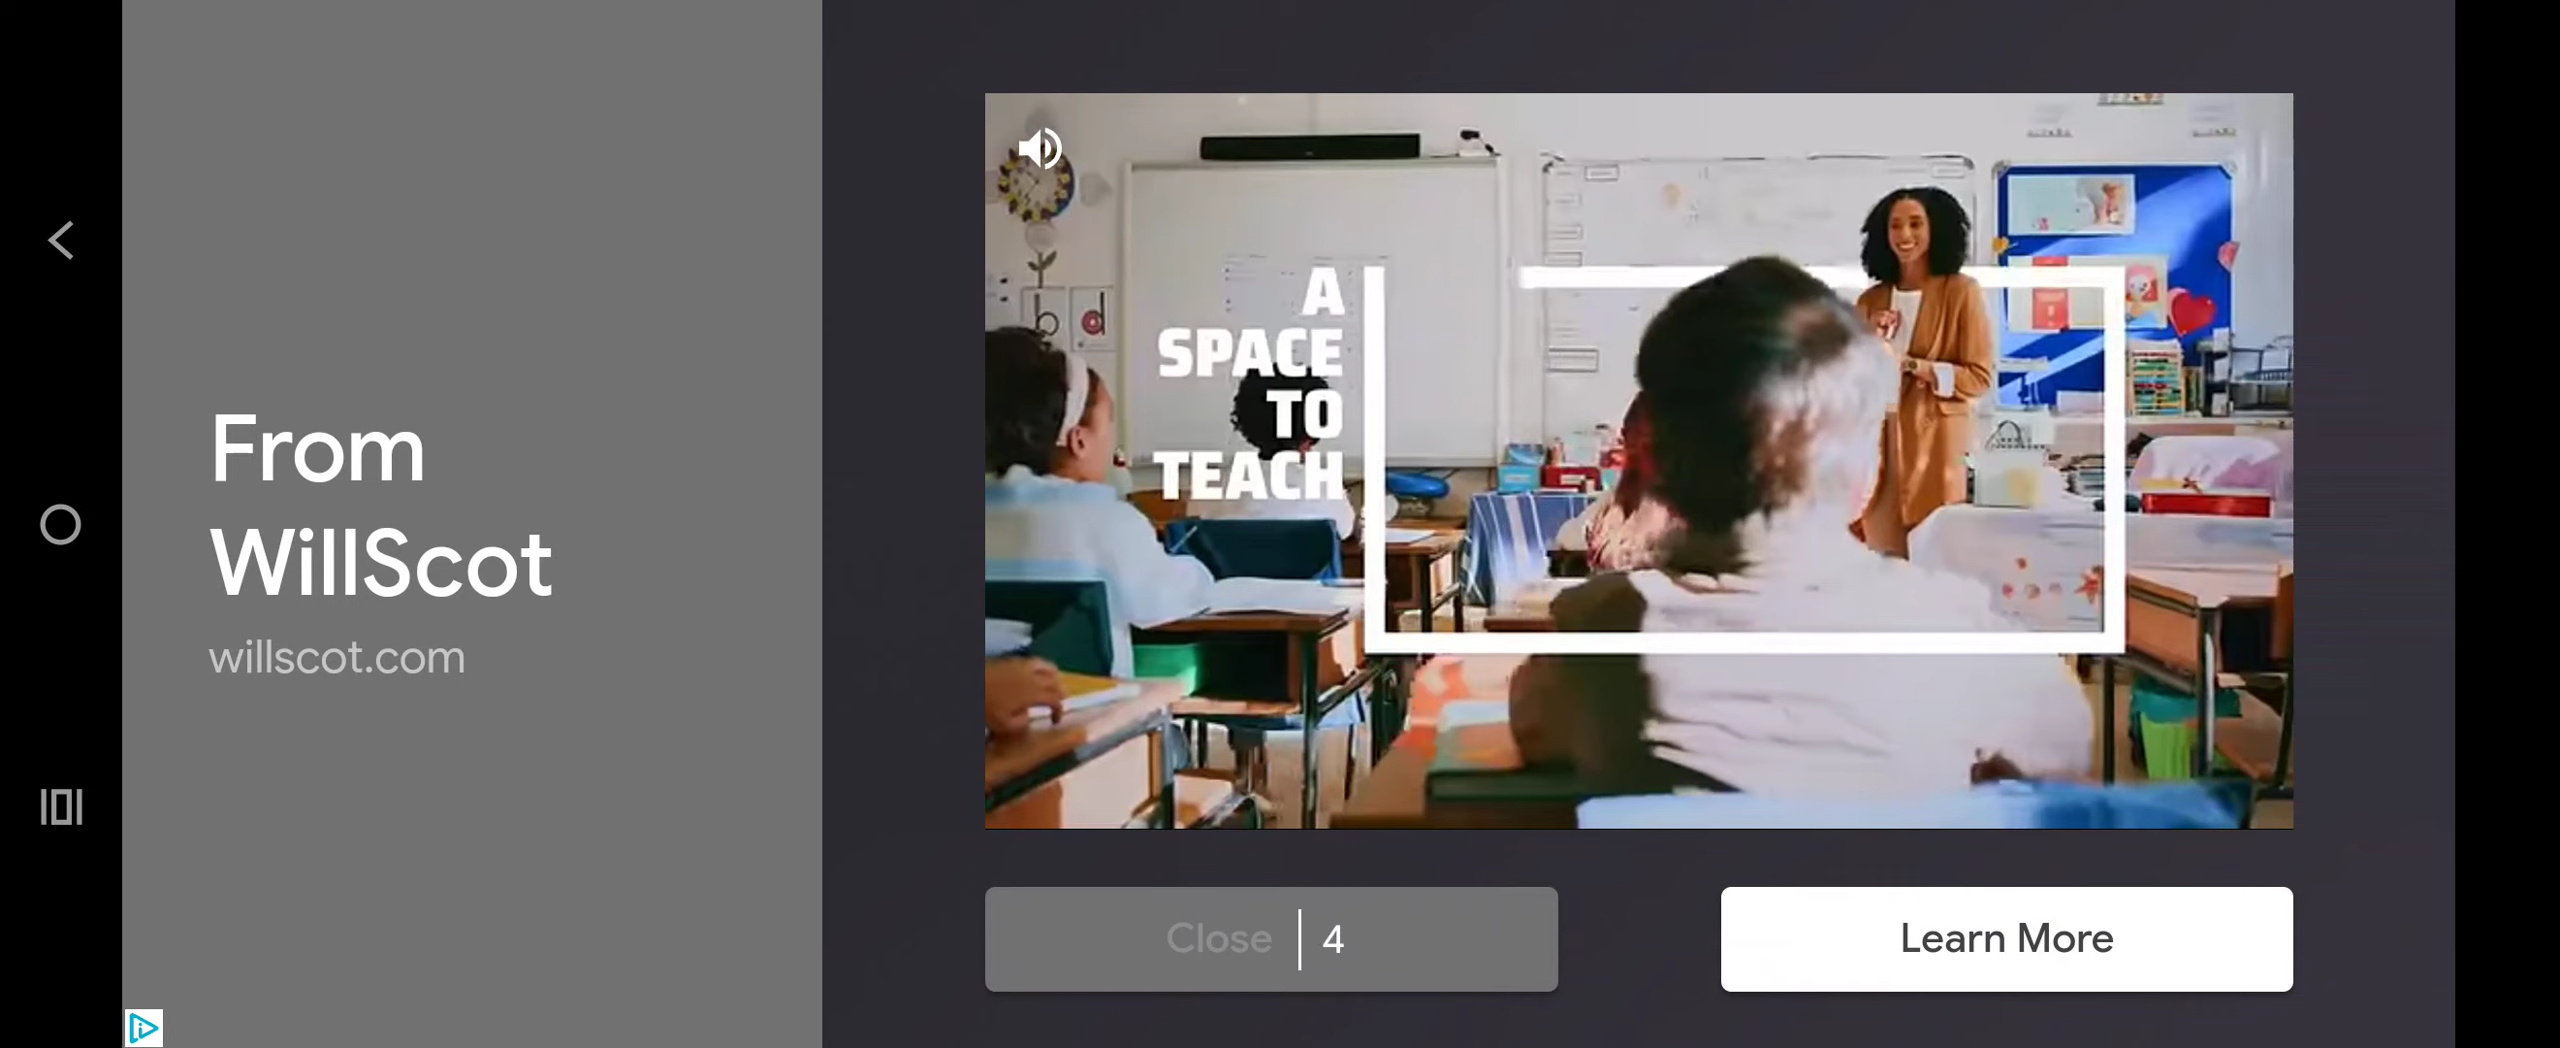 From
WillScot
willscot.com
A
SPACE
TO
TEACH
b
d
Close | 4
Learn More